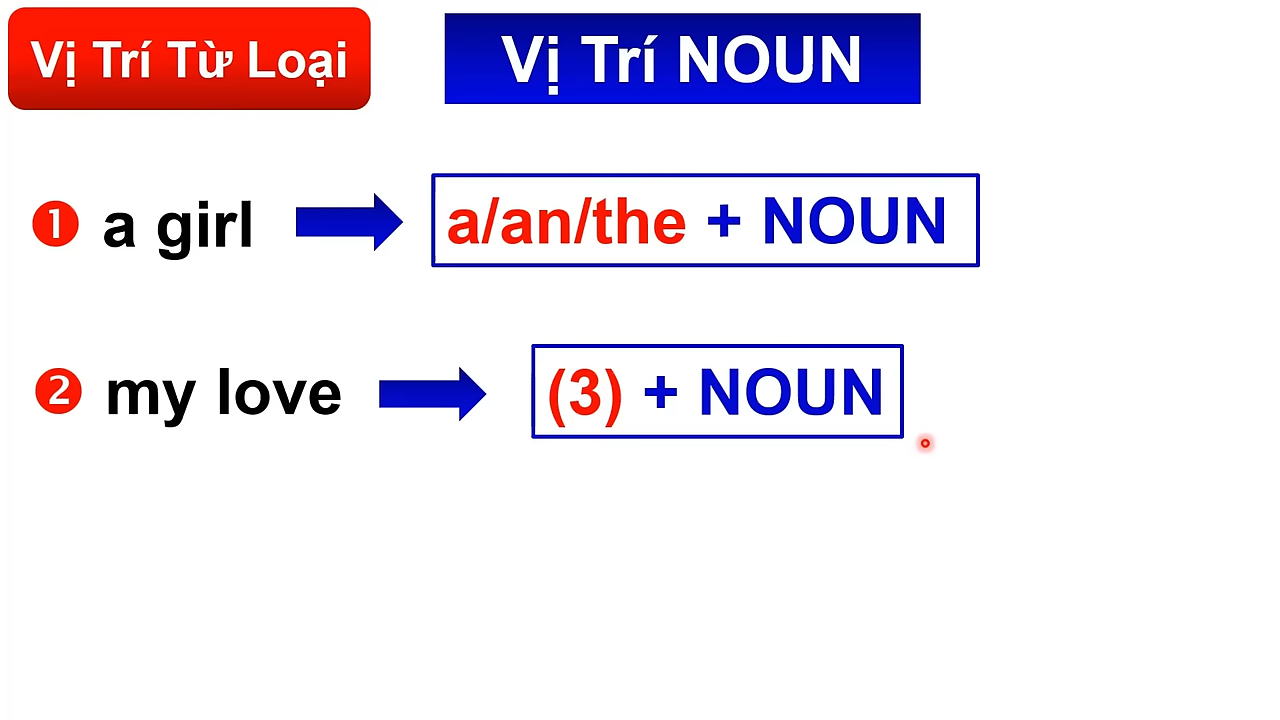 Vị Trí Từ Loại
Vị Trí NOUN
❶ a girl
a/an/the + NOUN
❷ my love
(3) + NOUN